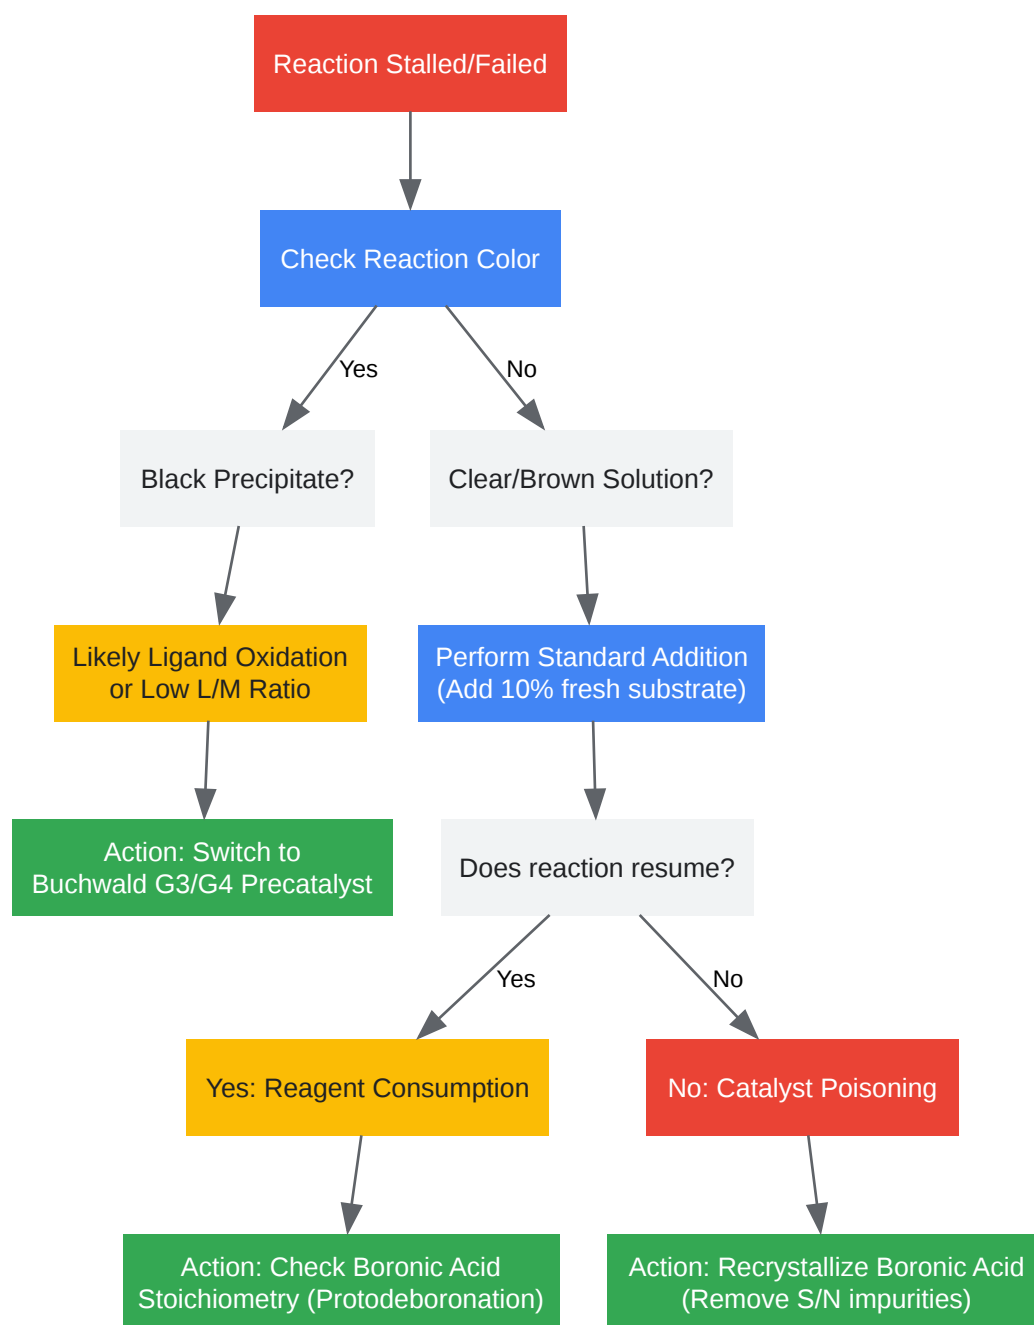 Reaction Stalled/Failed
Check Reaction Color
Yes
No
Black Precipitate?
Clear/Brown Solution?
Likely Ligand Oxidation
or Low L/M Ratio
Perform Standard Addition
(Add 10% fresh substrate)
Action: Switch to
Buchwald G3/G4 Precatalyst
Does reaction resume?
Yes
No
Yes: Reagent Consumption
No: Catalyst Poisoning
Action: Check Boronic Acid
Stoichiometry (Protodeboronation)
Action: Recrystallize Boronic Acid
(Remove S/N impurities)